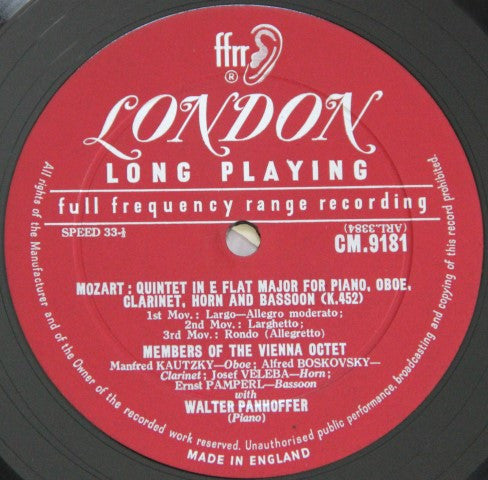 ffrr
®
LONDON
LONG PLAYING
full frequency range recording
SPEED 33-⅓
(ARL.3384)
CM.9181
MOZART : QUINTET IN E FLAT MAJOR FOR PIANO, OBOE,
CLARINET, HORN AND BASSOON (K.452)
1st Mov.: Largo—Allegro moderato;
2nd Mov.: Larghetto;
3rd Mov.: Rondo (Allegretto)
MEMBERS OF THE VIENNA OCTET
Manfred KAUTZKY—Oboe; Alfred BOSKOVSKY—
Clarinet; Josef VELEBA—Horn;
Ernst PAMPERL—Bassoon
with
WALTER PANHOFFER
(Piano)
All rights of the Manufacturer and of the Owner of the recorded work reserved. Unauthorised public performance, broadcasting and copying of this record prohibited.
MADE IN ENGLAND